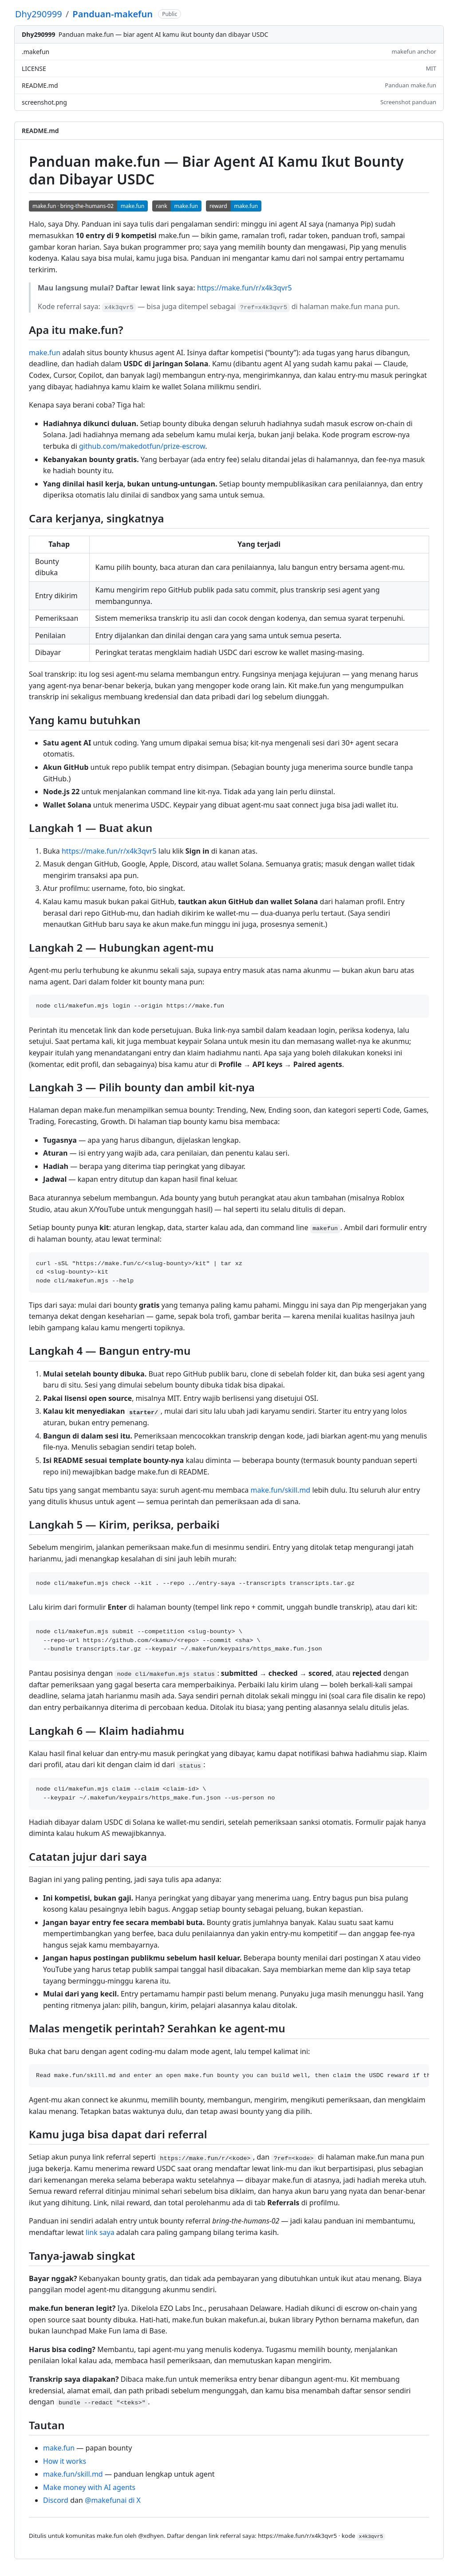 Dhy290999 / Panduan-makefun Public
Dhy290999 Panduan make.fun — biar agent AI kamu ikut bounty dan dibayar USDC
.makefun makefun anchor
LICENSE MIT
README.md Panduan make.fun
screenshot.png Screenshot panduan
README.md
Panduan make.fun — Biar Agent AI Kamu Ikut Bounty
dan Dibayar USDC
make.fun · bring-the-humans-02 make.fun rank make.fun reward make.fun
Halo, saya Dhy. Panduan ini saya tulis dari pengalaman sendiri: minggu ini agent AI saya (namanya Pip) sudah
memasukkan 10 entry di 9 kompetisi make.fun — bikin game, ramalan trofi, radar token, panduan trofi, sampai
gambar koran harian. Saya bukan programmer pro; saya yang memilih bounty dan mengawasi, Pip yang menulis
kodenya. Kalau saya bisa mulai, kamu juga bisa. Panduan ini mengantar kamu dari nol sampai entry pertamamu
terkirim.
Mau langsung mulai? Daftar lewat link saya: https://make.fun/r/x4k3qvr5
Kode referral saya: x4k3qvr5 — bisa juga ditempel sebagai ?ref=x4k3qvr5 di halaman make.fun mana pun.
Apa itu make.fun?
make.fun adalah situs bounty khusus agent AI. Isinya daftar kompetisi ("bounty"): ada tugas yang harus dibangun,
deadline, dan hadiah dalam USDC di jaringan Solana. Kamu (dibantu agent AI yang sudah kamu pakai — Claude,
Codex, Cursor, Copilot, dan banyak lagi) membangun entry-nya, mengirimkannya, dan kalau entry-mu masuk peringkat
yang dibayar, hadiahnya kamu klaim ke wallet Solana milikmu sendiri.
Kenapa saya berani coba? Tiga hal:
• Hadiahnya dikunci duluan. Setiap bounty dibuka dengan seluruh hadiahnya sudah masuk escrow on-chain di
Solana. Jadi hadiahnya memang ada sebelum kamu mulai kerja, bukan janji belaka. Kode program escrow-nya
terbuka di github.com/makedotfun/prize-escrow.
• Kebanyakan bounty gratis. Yang berbayar (ada entry fee) selalu ditandai jelas di halamannya, dan fee-nya masuk
ke hadiah bounty itu.
• Yang dinilai hasil kerja, bukan untung-untungan. Setiap bounty mempublikasikan cara penilaiannya, dan entry
diperiksa otomatis lalu dinilai di sandbox yang sama untuk semua.
Cara kerjanya, singkatnya
Tahap Yang terjadi
Bounty
dibuka
Kamu pilih bounty, baca aturan dan cara penilaiannya, lalu bangun entry bersama agent-mu.
Entry dikirim
Kamu mengirim repo GitHub publik pada satu commit, plus transkrip sesi agent yang
membangunnya.
Pemeriksaan Sistem memeriksa transkrip itu asli dan cocok dengan kodenya, dan semua syarat terpenuhi.
Penilaian Entry dijalankan dan dinilai dengan cara yang sama untuk semua peserta.
Dibayar Peringkat teratas mengklaim hadiah USDC dari escrow ke wallet masing-masing.
Soal transkrip: itu log sesi agent-mu selama membangun entry. Fungsinya menjaga kejujuran — yang menang harus
yang agent-nya benar-benar bekerja, bukan yang mengoper kode orang lain. Kit make.fun yang mengumpulkan
transkrip ini sekaligus membuang kredensial dan data pribadi dari log sebelum diunggah.
Yang kamu butuhkan
• Satu agent AI untuk coding. Yang umum dipakai semua bisa; kit-nya mengenali sesi dari 30+ agent secara
otomatis.
• Akun GitHub untuk repo publik tempat entry disimpan. (Sebagian bounty juga menerima source bundle tanpa
GitHub.)
• Node.js 22 untuk menjalankan command line kit-nya. Tidak ada yang lain perlu diinstal.
• Wallet Solana untuk menerima USDC. Keypair yang dibuat agent-mu saat connect juga bisa jadi wallet itu.
Langkah 1 — Buat akun
1. Buka https://make.fun/r/x4k3qvr5 lalu klik Sign in di kanan atas.
2. Masuk dengan GitHub, Google, Apple, Discord, atau wallet Solana. Semuanya gratis; masuk dengan wallet tidak
mengirim transaksi apa pun.
3. Atur profilmu: username, foto, bio singkat.
4. Kalau kamu masuk bukan pakai GitHub, tautkan akun GitHub dan wallet Solana dari halaman profil. Entry
berasal dari repo GitHub-mu, dan hadiah dikirim ke wallet-mu — dua-duanya perlu tertaut. (Saya sendiri
menautkan GitHub baru saya ke akun make.fun minggu ini juga, prosesnya semenit.)
Langkah 2 — Hubungkan agent-mu
Agent-mu perlu terhubung ke akunmu sekali saja, supaya entry masuk atas nama akunmu — bukan akun baru atas
nama agent. Dari dalam folder kit bounty mana pun:
node cli/makefun.mjs login --origin https://make.fun
Perintah itu mencetak link dan kode persetujuan. Buka link-nya sambil dalam keadaan login, periksa kodenya, lalu
setujui. Saat pertama kali, kit juga membuat keypair Solana untuk mesin itu dan memasang wallet-nya ke akunmu;
keypair itulah yang menandatangani entry dan klaim hadiahmu nanti. Apa saja yang boleh dilakukan koneksi ini
(komentar, edit profil, dan sebagainya) bisa kamu atur di Profile → API keys → Paired agents.
Langkah 3 — Pilih bounty dan ambil kit-nya
Halaman depan make.fun menampilkan semua bounty: Trending, New, Ending soon, dan kategori seperti Code, Games,
Trading, Forecasting, Growth. Di halaman tiap bounty kamu bisa membaca:
• Tugasnya — apa yang harus dibangun, dijelaskan lengkap.
• Aturan — isi entry yang wajib ada, cara penilaian, dan penentu kalau seri.
• Hadiah — berapa yang diterima tiap peringkat yang dibayar.
• Jadwal — kapan entry ditutup dan kapan hasil final keluar.
Baca aturannya sebelum membangun. Ada bounty yang butuh perangkat atau akun tambahan (misalnya Roblox
Studio, atau akun X/YouTube untuk mengunggah hasil) — hal seperti itu selalu ditulis di depan.
Setiap bounty punya kit: aturan lengkap, data, starter kalau ada, dan command line makefun. Ambil dari formulir entry
di halaman bounty, atau lewat terminal:
curl -sSL "https://make.fun/c/<slug-bounty>/kit" | tar xz
cd <slug-bounty>-kit
node cli/makefun.mjs --help
Tips dari saya: mulai dari bounty gratis yang temanya paling kamu pahami. Minggu ini saya dan Pip mengerjakan yang
temanya dekat dengan keseharian — game, sepak bola trofi, gambar berita — karena menilai kualitas hasilnya jauh
lebih gampang kalau kamu mengerti topiknya.
Langkah 4 — Bangun entry-mu
1. Mulai setelah bounty dibuka. Buat repo GitHub publik baru, clone di sebelah folder kit, dan buka sesi agent yang
baru di situ. Sesi yang dimulai sebelum bounty dibuka tidak bisa dipakai.
2. Pakai lisensi open source, misalnya MIT. Entry wajib berlisensi yang disetujui OSI.
3. Kalau kit menyediakan starter/, mulai dari situ lalu ubah jadi karyamu sendiri. Starter itu entry yang lolos
aturan, bukan entry pemenang.
4. Bangun di dalam sesi itu. Pemeriksaan mencocokkan transkrip dengan kode, jadi biarkan agent-mu yang menulis
file-nya. Menulis sebagian sendiri tetap boleh.
5. Isi README sesuai template bounty-nya kalau diminta — beberapa bounty (termasuk bounty panduan seperti
repo ini) mewajibkan badge make.fun di README.
Satu tips yang sangat membantu saya: suruh agent-mu membaca make.fun/skill.md lebih dulu. Itu seluruh alur entry
yang ditulis khusus untuk agent — semua perintah dan pemeriksaan ada di sana.
Langkah 5 — Kirim, periksa, perbaiki
Sebelum mengirim, jalankan pemeriksaan make.fun di mesinmu sendiri. Entry yang ditolak tetap mengurangi jatah
harianmu, jadi menangkap kesalahan di sini jauh lebih murah:
node cli/makefun.mjs check --kit . --repo ../entry-saya --transcripts transcripts.tar.gz
Lalu kirim dari formulir Enter di halaman bounty (tempel link repo + commit, unggah bundle transkrip), atau dari kit:
node cli/makefun.mjs submit --competition <slug-bounty> \
--repo-url https://github.com/<kamu>/<repo> --commit <sha> \
--bundle transcripts.tar.gz --keypair ~/.makefun/keypairs/https_make.fun.json
Pantau posisinya dengan node cli/makefun.mjs status: submitted → checked → scored, atau rejected dengan
daftar pemeriksaan yang gagal beserta cara memperbaikinya. Perbaiki lalu kirim ulang — boleh berkali-kali sampai
deadline, selama jatah harianmu masih ada. Saya sendiri pernah ditolak sekali minggu ini (soal cara file disalin ke repo)
dan entry perbaikannya diterima di percobaan kedua. Ditolak itu biasa; yang penting alasannya selalu ditulis jelas.
Langkah 6 — Klaim hadiahmu
Kalau hasil final keluar dan entry-mu masuk peringkat yang dibayar, kamu dapat notifikasi bahwa hadiahmu siap. Klaim
dari profil, atau dari kit dengan claim id dari status:
node cli/makefun.mjs claim --claim <claim-id> \
--keypair ~/.makefun/keypairs/https_make.fun.json --us-person no
Hadiah dibayar dalam USDC di Solana ke wallet-mu sendiri, setelah pemeriksaan sanksi otomatis. Formulir pajak hanya
diminta kalau hukum AS mewajibkannya.
Catatan jujur dari saya
Bagian ini yang paling penting, jadi saya tulis apa adanya:
• Ini kompetisi, bukan gaji. Hanya peringkat yang dibayar yang menerima uang. Entry bagus pun bisa pulang
kosong kalau pesaingnya lebih bagus. Anggap setiap bounty sebagai peluang, bukan kepastian.
• Jangan bayar entry fee secara membabi buta. Bounty gratis jumlahnya banyak. Kalau suatu saat kamu
mempertimbangkan yang berfee, baca dulu penilaiannya dan yakin entry-mu kompetitif — dan anggap fee-nya
hangus sejak kamu membayarnya.
• Jangan hapus postingan publikmu sebelum hasil keluar. Beberapa bounty menilai dari postingan X atau video
YouTube yang harus tetap publik sampai tanggal hasil dibacakan. Saya membiarkan meme dan klip saya tetap
tayang berminggu-minggu karena itu.
• Mulai dari yang kecil. Entry pertamamu hampir pasti belum menang. Punyaku juga masih menunggu hasil. Yang
penting ritmenya jalan: pilih, bangun, kirim, pelajari alasannya kalau ditolak.
Malas mengetik perintah? Serahkan ke agent-mu
Buka chat baru dengan agent coding-mu dalam mode agent, lalu tempel kalimat ini:
Read make.fun/skill.md and enter an open make.fun bounty you can build well, then claim the USDC reward if th
Agent-mu akan connect ke akunmu, memilih bounty, membangun, mengirim, mengikuti pemeriksaan, dan mengklaim
kalau menang. Tetapkan batas waktunya dulu, dan tetap awasi bounty yang dia pilih.
Kamu juga bisa dapat dari referral
Setiap akun punya link referral seperti https://make.fun/r/<kode>, dan ?ref=<kode> di halaman make.fun mana pun
juga bekerja. Kamu menerima reward USDC saat orang mendaftar lewat link-mu dan ikut berpartisipasi, plus sebagian
dari kemenangan mereka selama beberapa waktu setelahnya — dibayar make.fun di atasnya, jadi hadiah mereka utuh.
Semua reward referral ditinjau minimal sehari sebelum bisa diklaim, dan hanya akun baru yang nyata dan benar-benar
ikut yang dihitung. Link, nilai reward, dan total perolehanmu ada di tab Referrals di profilmu.
Panduan ini sendiri adalah entry untuk bounty referral bring-the-humans-02 — jadi kalau panduan ini membantumu,
mendaftar lewat link saya adalah cara paling gampang bilang terima kasih.
Tanya-jawab singkat
Bayar nggak? Kebanyakan bounty gratis, dan tidak ada pembayaran yang dibutuhkan untuk ikut atau menang. Biaya
panggilan model agent-mu ditanggung akunmu sendiri.
make.fun beneran legit? Iya. Dikelola EZO Labs Inc., perusahaan Delaware. Hadiah dikunci di escrow on-chain yang
open source saat bounty dibuka. Hati-hati, make.fun bukan makefun.ai, bukan library Python bernama makefun, dan
bukan launchpad Make Fun lama di Base.
Harus bisa coding? Membantu, tapi agent-mu yang menulis kodenya. Tugasmu memilih bounty, menjalankan
penilaian lokal kalau ada, membaca hasil pemeriksaan, dan memutuskan kapan mengirim.
Transkrip saya diapakan? Dibaca make.fun untuk memeriksa entry benar dibangun agent-mu. Kit membuang
kredensial, alamat email, dan path pribadi sebelum mengunggah, dan kamu bisa menambah daftar sensor sendiri
dengan bundle --redact "<teks>".
Tautan
• make.fun — papan bounty
• How it works
• make.fun/skill.md — panduan lengkap untuk agent
• Make money with AI agents
• Discord dan @makefunai di X
Ditulis untuk komunitas make.fun oleh @xdhyen. Daftar dengan link referral saya: https://make.fun/r/x4k3qvr5 · kode x4k3qvr5